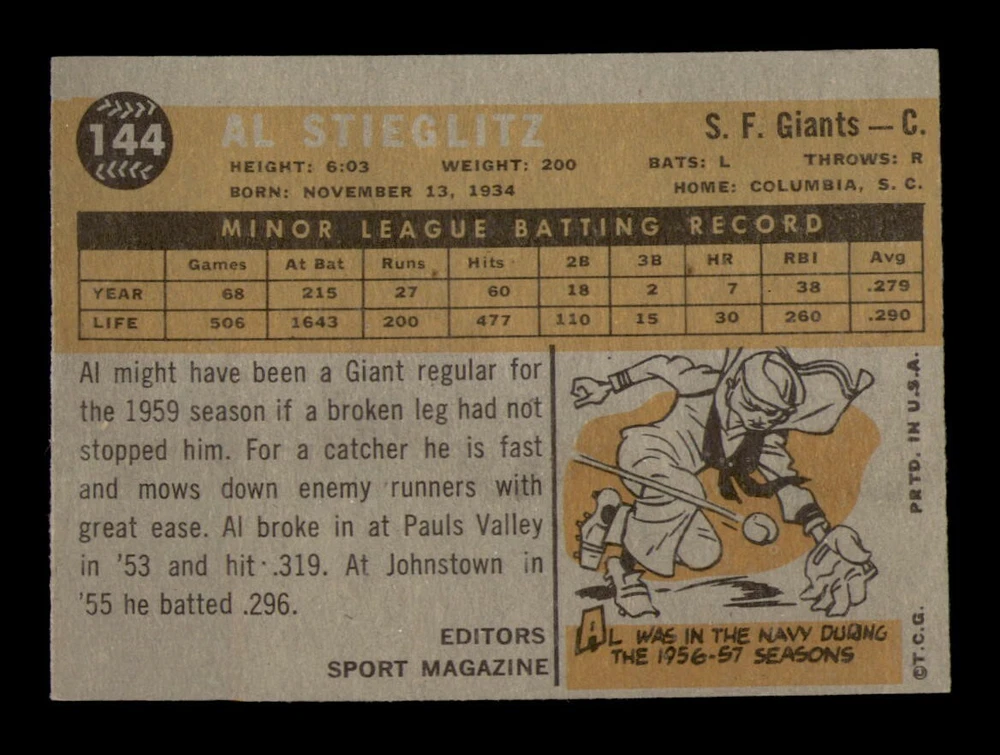 144
AL STIEGLITZ
S. F. Giants — C.
HEIGHT: 6:03 WEIGHT: 200 BATS: L THROWS: R
BORN: NOVEMBER 13, 1934 HOME: COLUMBIA, S. C.
MINOR LEAGUE BATTING RECORD
Games At Bat Runs Hits 2B 3B HR RBI Avg
YEAR 68 215 27 60 18 2 7 38 .279
LIFE 506 1643 200 477 110 15 30 260 .290
Al might have been a Giant regular for
the 1959 season if a broken leg had not
stopped him. For a catcher he is fast
and mows down enemy runners with
great ease. Al broke in at Pauls Valley
in '53 and hit .319. At Johnstown in
'55 he batted .296.
EDITORS
SPORT MAGAZINE
AL WAS IN THE NAVY DURING
THE 1956-57 SEASONS
©T.C.G. PRTD. IN U.S.A.